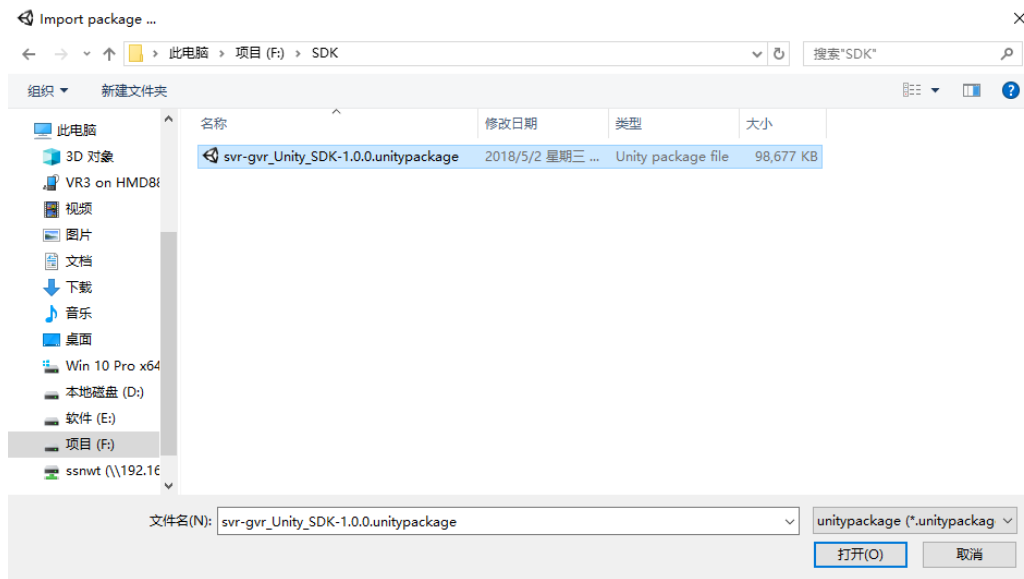 Import package ...
此电脑 › 项目 (F:) › SDK
搜索"SDK"
组织
新建文件夹
名称
修改日期
类型
大小
svr-gvr_Unity_SDK-1.0.0.unitypackage
2018/5/2 星期三 ...
Unity package file
98,677 KB
此电脑
3D 对象
VR3 on HMD88
视频
图片
文档
下载
音乐
桌面
Win 10 Pro x64
本地磁盘 (D:)
软件 (E:)
项目 (F:)
ssnwt (\\192.16
文件名(N):
svr-gvr_Unity_SDK-1.0.0.unitypackage
unitypackage (*.unitypackag
打开(O)
取消